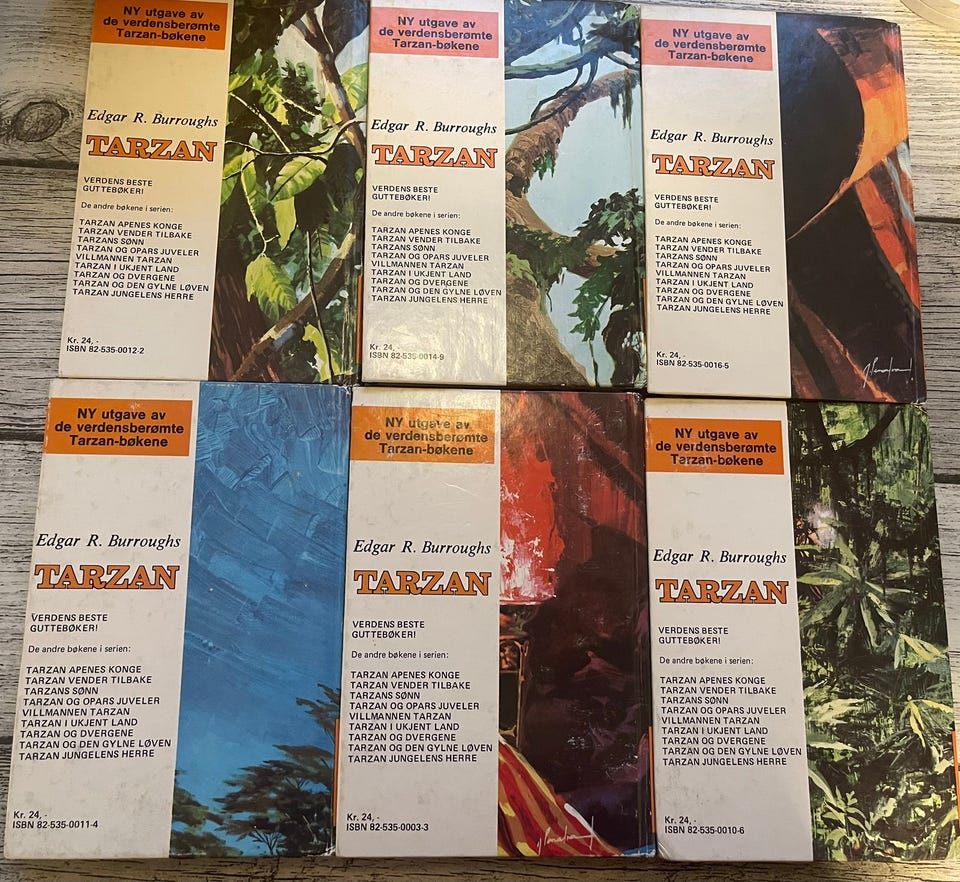 NY utgave av
de verdensberømte
Tarzan-bøkene
Edgar R. Burroughs
TARZAN
VERDENS BESTE
GUTTEBØKER!
De andre bøkene i serien:
TARZAN APENES KONGE
TARZAN VENDER TILBAKE
TARZANS SØNN
TARZAN OG OPARS JUVELER
VILLMANNEN TARZAN
TARZAN I UKJENT LAND
TARZAN OG DVERGENE
TARZAN OG DEN GYLNE LØVEN
TARZAN JUNGELENS HERRE
Kr. 24,-
ISBN 82-535-0012-2
NY utgave av
de verdensberømte
Tarzan-bøkene
Edgar R. Burroughs
TARZAN
VERDENS BESTE
GUTTEBØKER!
De andre bøkene i serien:
TARZAN APENES KONGE
TARZAN VENDER TILBAKE
TARZANS SØNN
TARZAN OG OPARS JUVELER
VILLMANNEN TARZAN
TARZAN I UKJENT LAND
TARZAN OG DVERGENE
TARZAN OG DEN GYLNE LØVEN
TARZAN JUNGELENS HERRE
Kr. 24,-
ISBN 82-535-0014-9
NY utgave av
de verdensberømte
Tarzan-bøkene
Edgar R. Burroughs
TARZAN
VERDENS BESTE
GUTTEBØKER!
De andre bøkene i serien:
TARZAN APENES KONGE
TARZAN VENDER TILBAKE
TARZANS SØNN
TARZAN OG OPARS JUVELER
VILLMANNEN TARZAN
TARZAN I UKJENT LAND
TARZAN OG DVERGENE
TARZAN OG DEN GYLNE LØVEN
TARZAN JUNGELENS HERRE
Kr. 24,-
ISBN 82-535-0016-5
NY utgave av
de verdensberømte
Tarzan-bøkene
Edgar R. Burroughs
TARZAN
VERDENS BESTE
GUTTEBØKER!
De andre bøkene i serien:
TARZAN APENES KONGE
TARZAN VENDER TILBAKE
TARZANS SØNN
TARZAN OG OPARS JUVELER
VILLMANNEN TARZAN
TARZAN I UKJENT LAND
TARZAN OG DVERGENE
TARZAN OG DEN GYLNE LØVEN
TARZAN JUNGELENS HERRE
Kr. 24,-
ISBN 82-535-0011-4
NY utgave av
de verdensberømte
Tarzan-bøkene
Edgar R. Burroughs
TARZAN
VERDENS BESTE
GUTTEBØKER!
De andre bøkene i serien:
TARZAN APENES KONGE
TARZAN VENDER TILBAKE
TARZANS SØNN
TARZAN OG OPARS JUVELER
VILLMANNEN TARZAN
TARZAN I UKJENT LAND
TARZAN OG DVERGENE
TARZAN OG DEN GYLNE LØVEN
TARZAN JUNGELENS HERRE
Kr. 24,-
ISBN 82-535-0003-3
NY utgave av
de verdensberømte
Tarzan-bøkene
Edgar R. Burroughs
TARZAN
VERDENS BESTE
GUTTEBØKER!
De andre bøkene i serien:
TARZAN APENES KONGE
TARZAN VENDER TILBAKE
TARZANS SØNN
TARZAN OG OPARS JUVELER
VILLMANNEN TARZAN
TARZAN I UKJENT LAND
TARZAN OG DVERGENE
TARZAN OG DEN GYLNE LØVEN
TARZAN JUNGELENS HERRE
Kr. 24,-
ISBN 82-535-0010-6